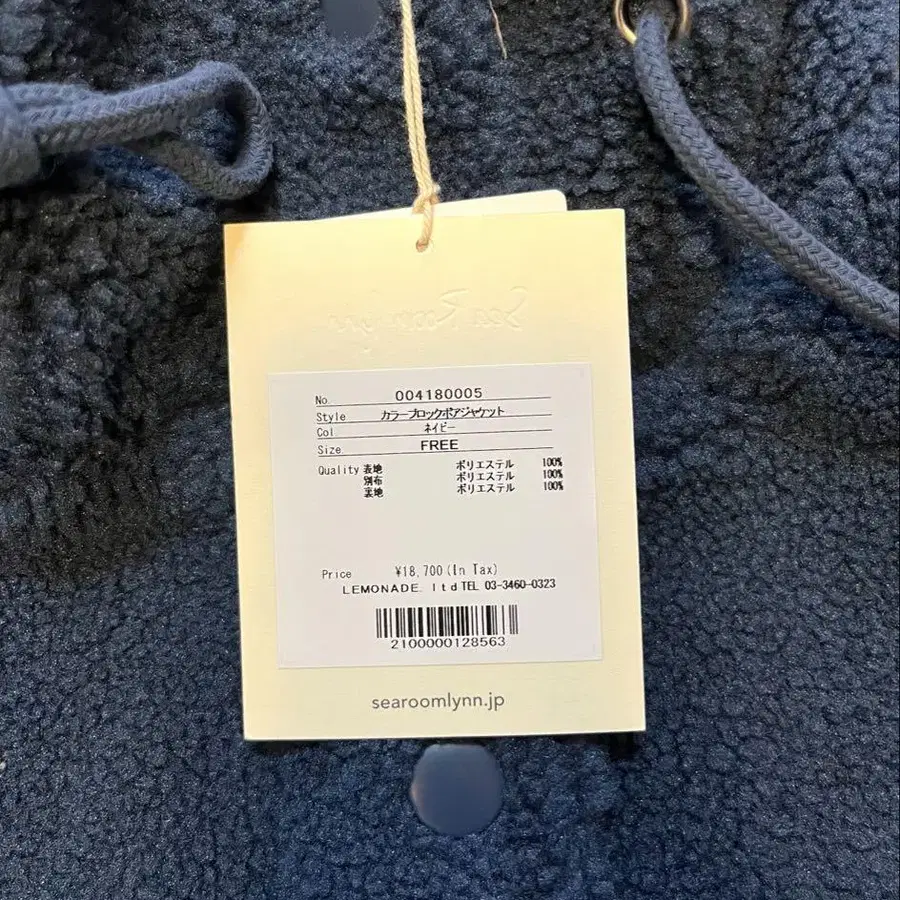 Sea Room lynn
No. 004180005
Style カラーブロックボアジャケット
Col. ネイビー
Size. FREE
Quality 表地 ポリエステル 100%
別布 ポリエステル 100%
裏地 ポリエステル 100%
Price ¥18,700(In Tax)
LEMONADE. ltd TEL 03-3460-0323
2100000128563
searoomlynn.jp